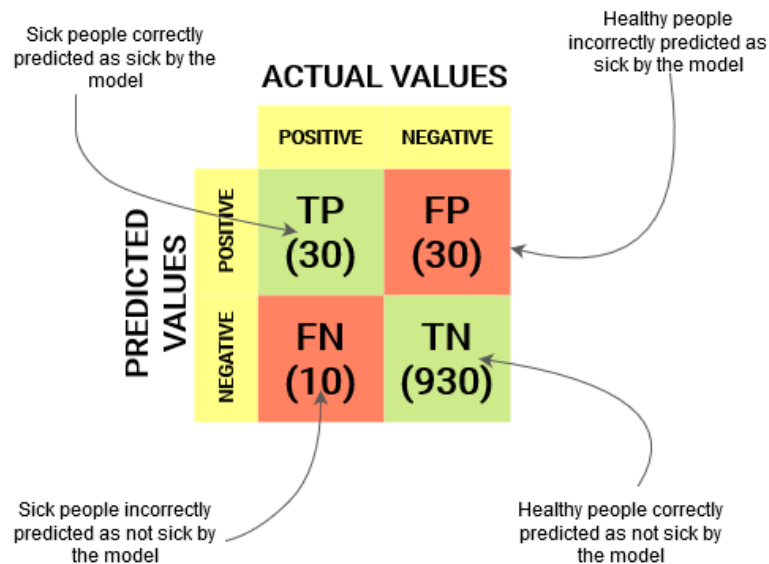 Sick people correctly
predicted as sick by the
model
Healthy people
incorrectly predicted as
sick by the model
ACTUAL VALUES
POSITIVE
NEGATIVE
PREDICTED
VALUES
POSITIVE
TP
(30)
FP
(30)
NEGATIVE
FN
(10)
TN
(930)
Sick people incorrectly
predicted as not sick by
the model
Healthy people correctly
predicted as not sick by
the model